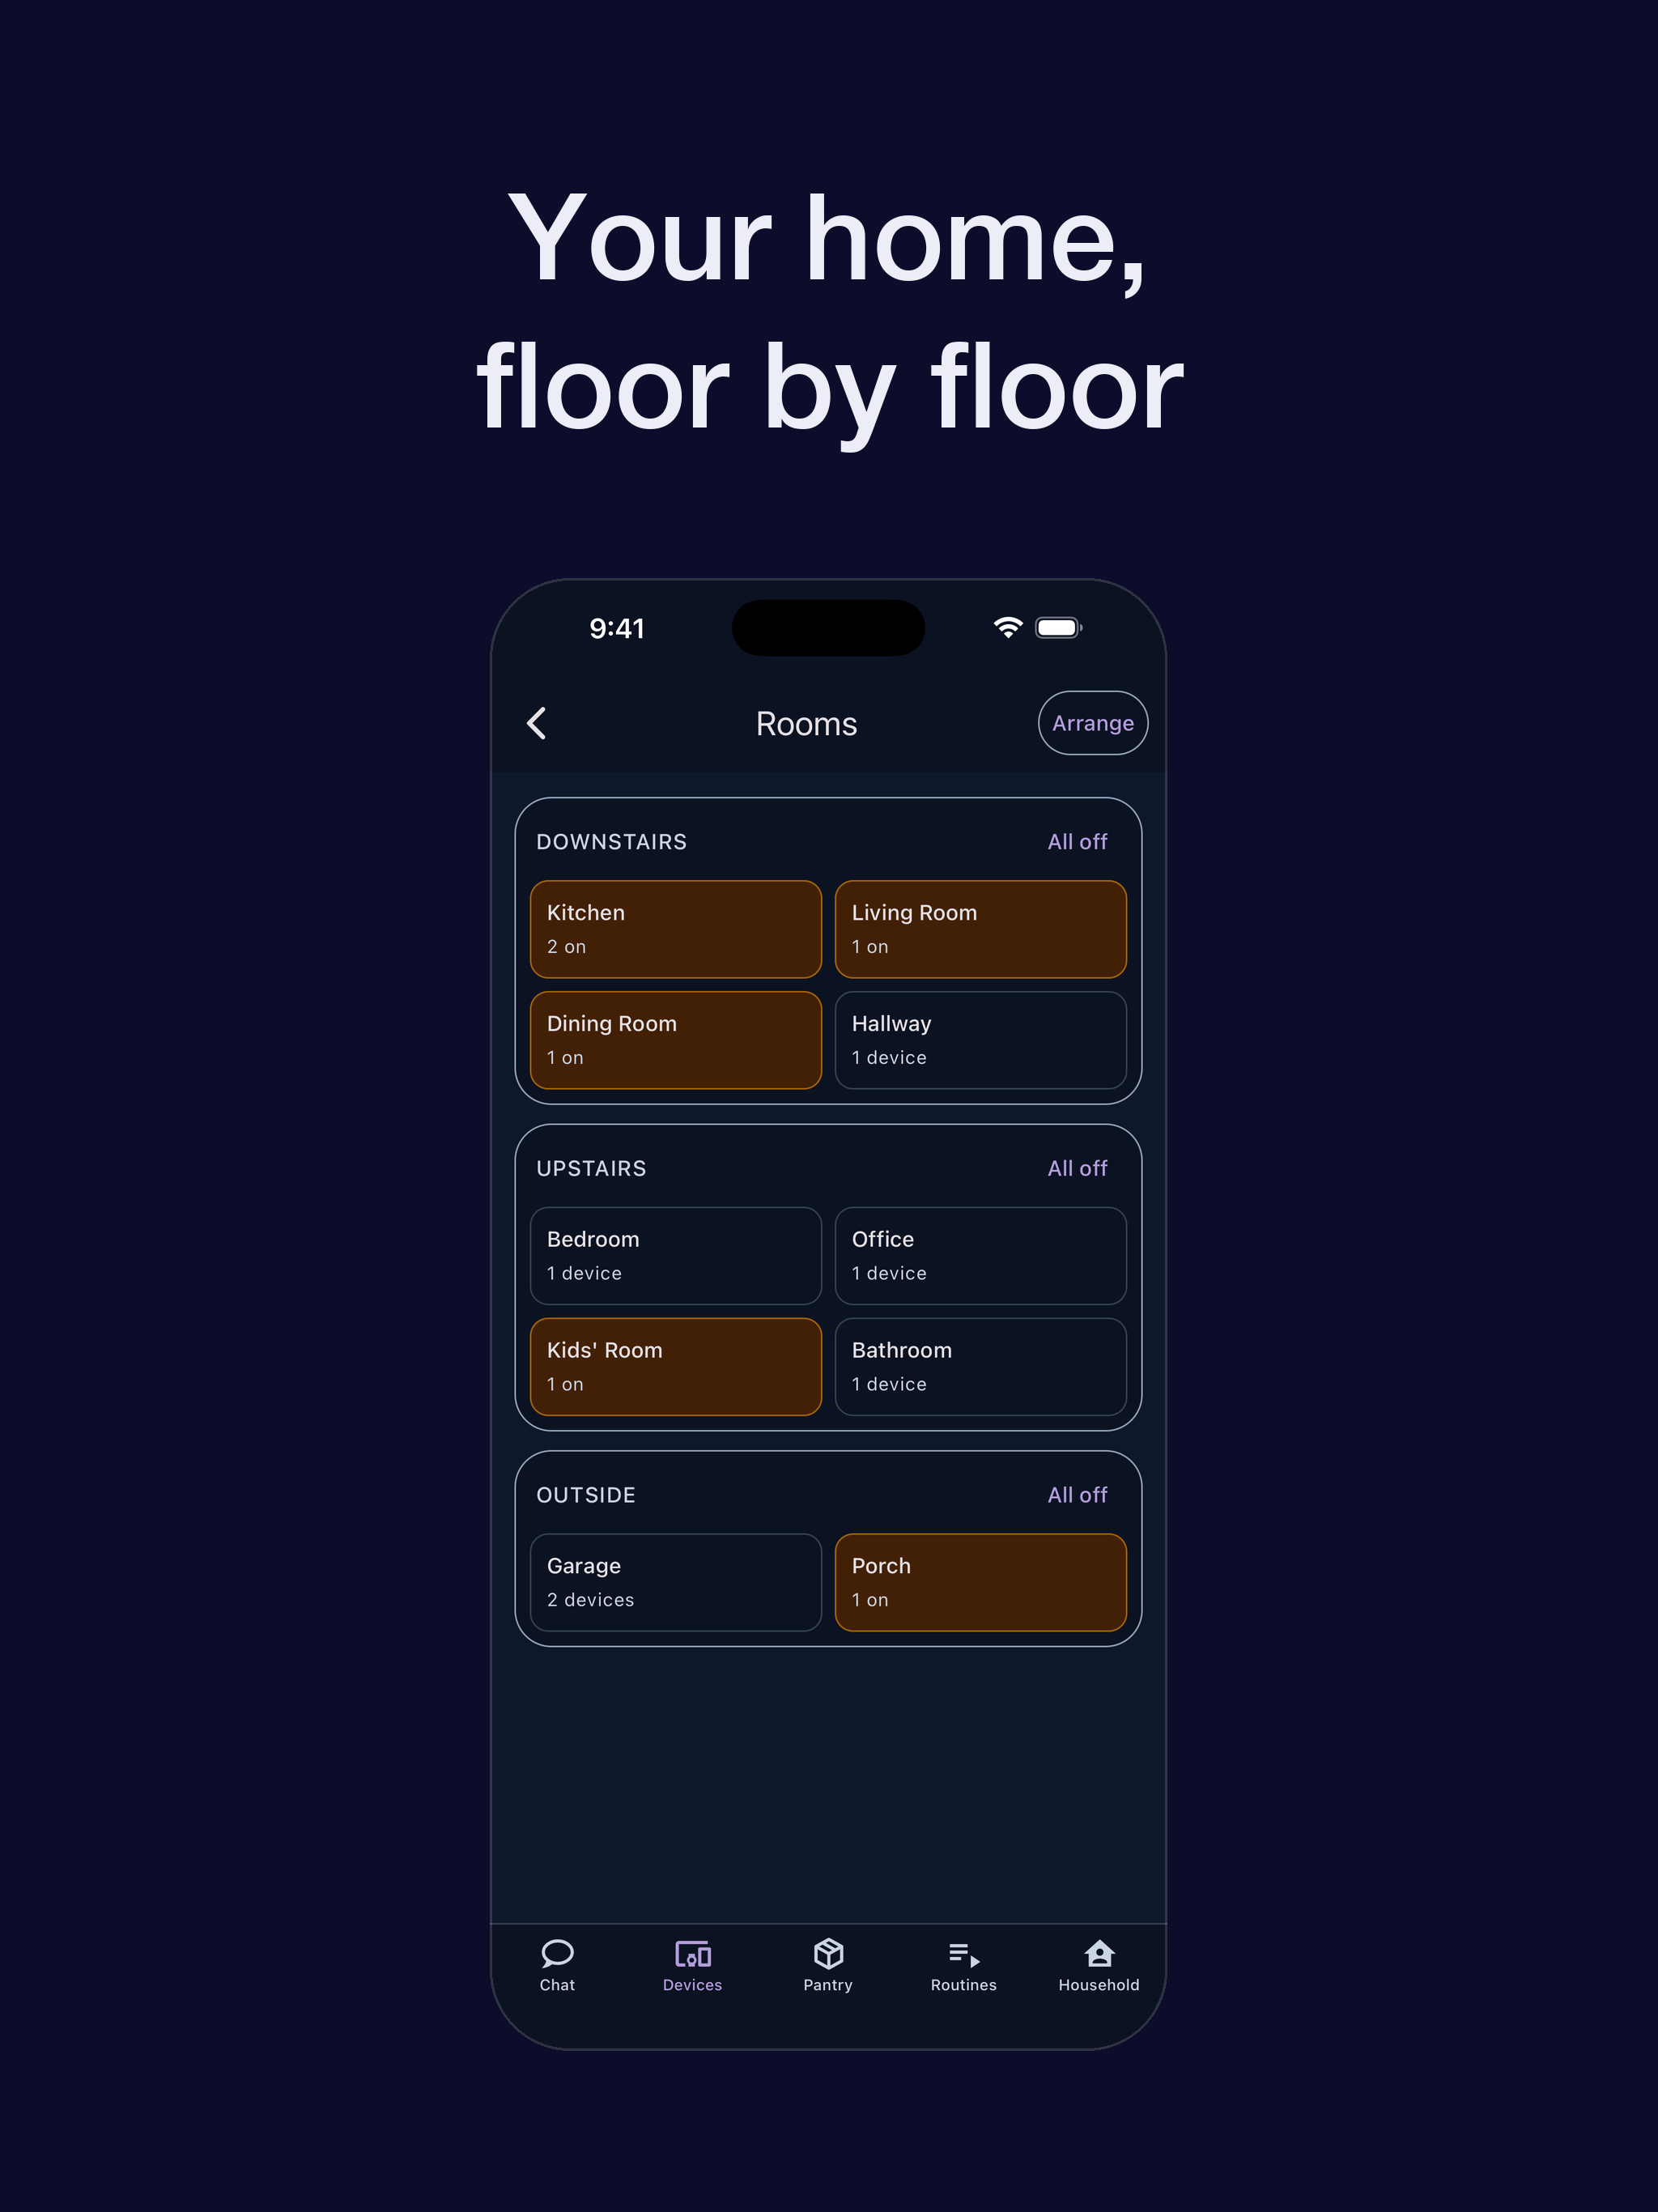 Your home,
floor by floor
9:41
Rooms
Arrange
DOWNSTAIRS
All off
Kitchen
2 on
Living Room
1 on
Dining Room
1 on
Hallway
1 device
UPSTAIRS
All off
Bedroom
1 device
Office
1 device
Kids' Room
1 on
Bathroom
1 device
OUTSIDE
All off
Garage
2 devices
Porch
1 on
Chat
Devices
Pantry
Routines
Household